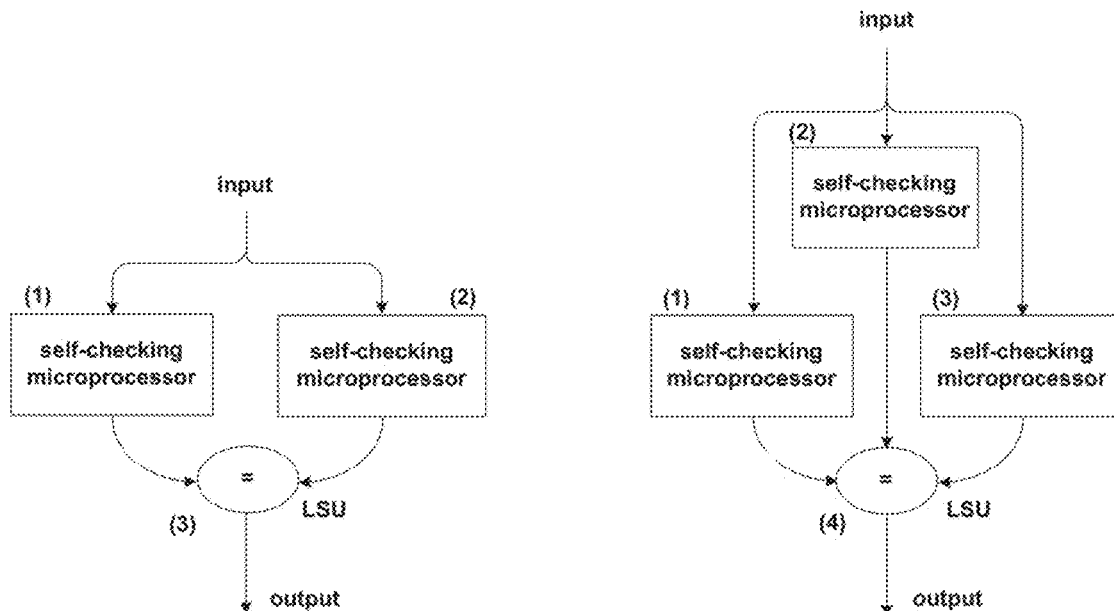 input
(1)
(2)
self-checking
microprocessor
self-checking
microprocessor
=
LSU
(3)
output
input
(2)
self-checking
microprocessor
(1)
(3)
self-checking
microprocessor
self-checking
microprocessor
=
LSU
(4)
output